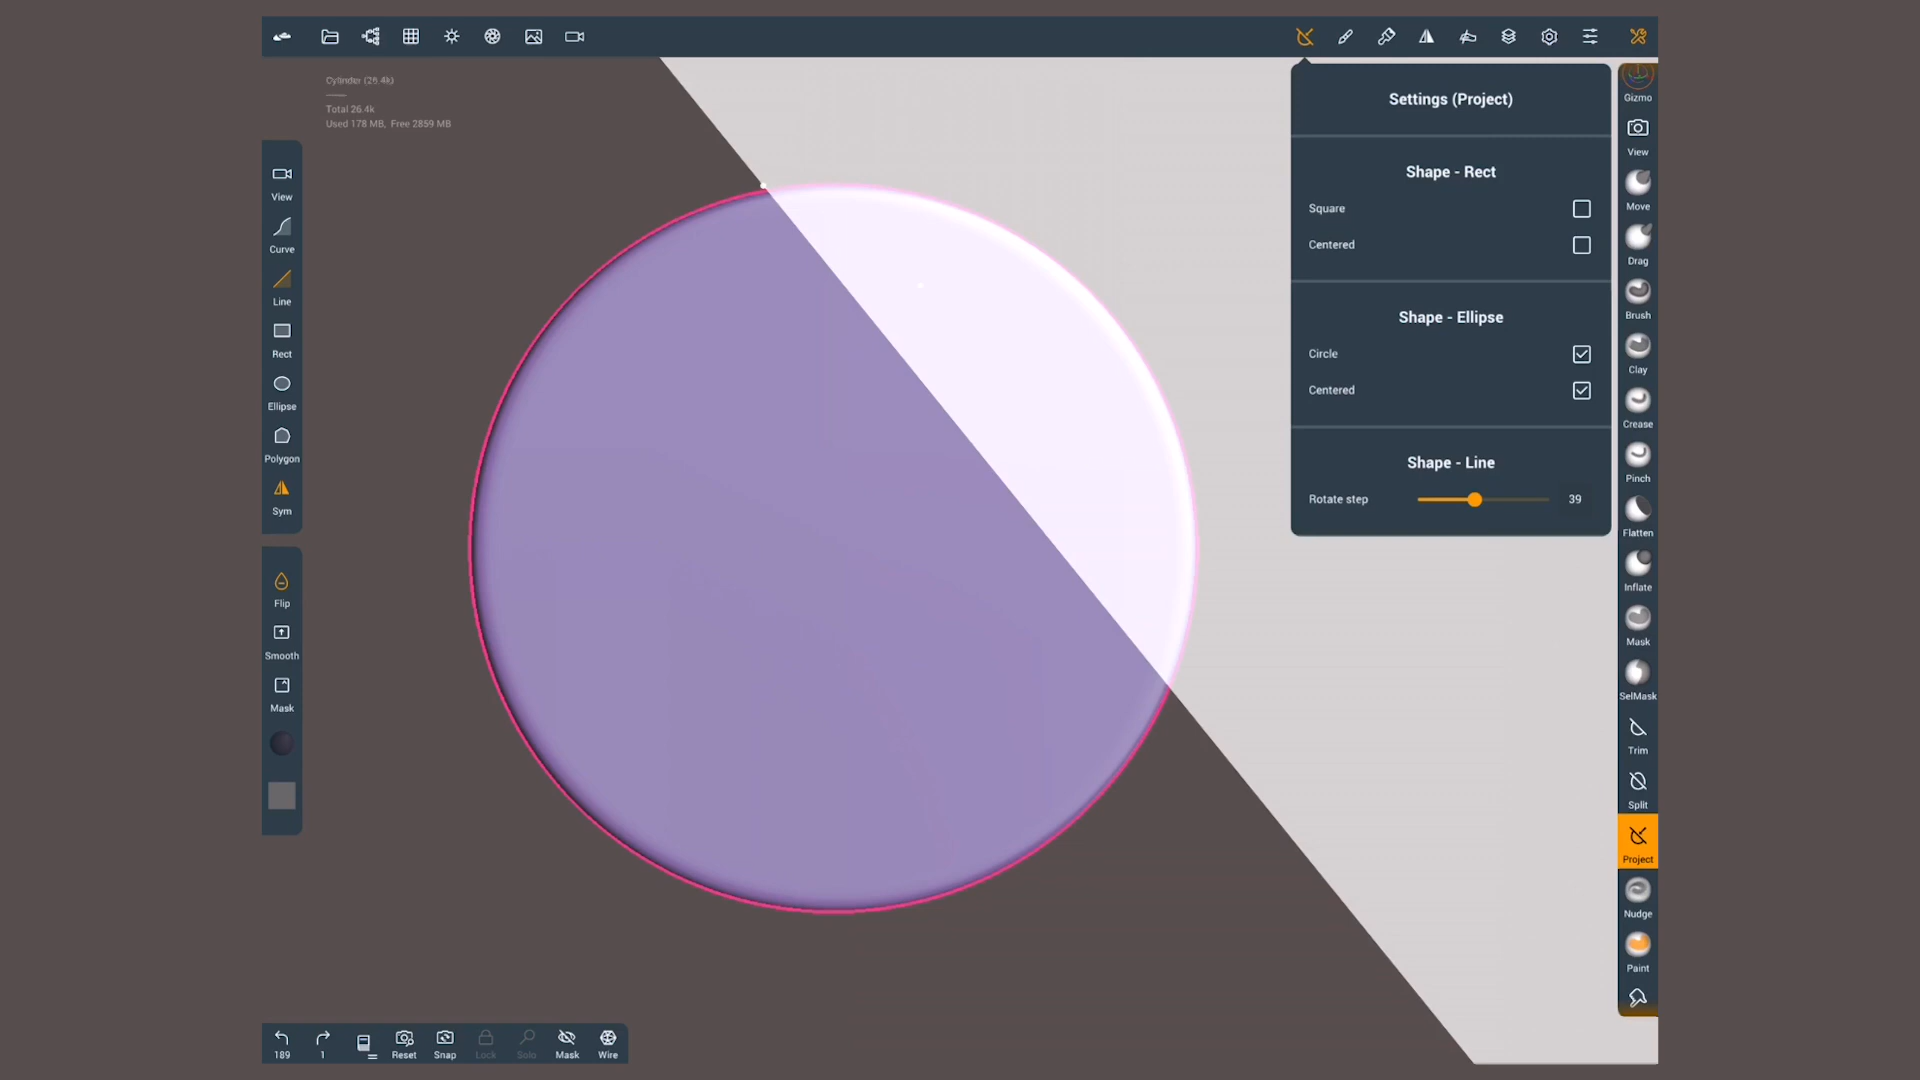 Cylinder (26.4k)
Total 26.4k
Used 178 MB, Free 2859 MB
View
Curve
Line
Rect
Ellipse
Polygon
Sym
Flip
Smooth
Mask
189
1
Reset
Snap
Lock
Solo
Mask
Wire
Settings (Project)
Shape - Rect
Square
Centered
Shape - Ellipse
Circle
Centered
Shape - Line
Rotate step 39
Gizmo
View
Move
Drag
Brush
Clay
Crease
Pinch
Flatten
Inflate
Mask
SelMask
Trim
Split
Project
Nudge
Paint